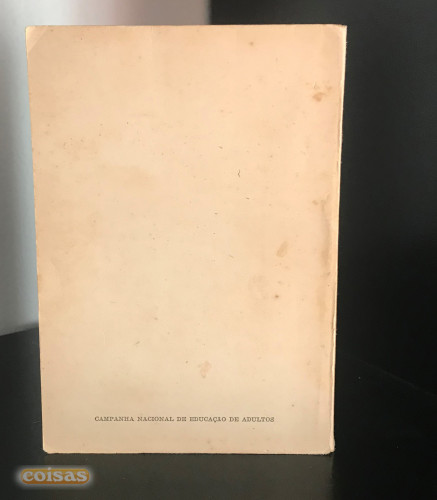 CAMPANHA NACIONAL DE EDUCAÇÃO DE ADULTOS
coisas